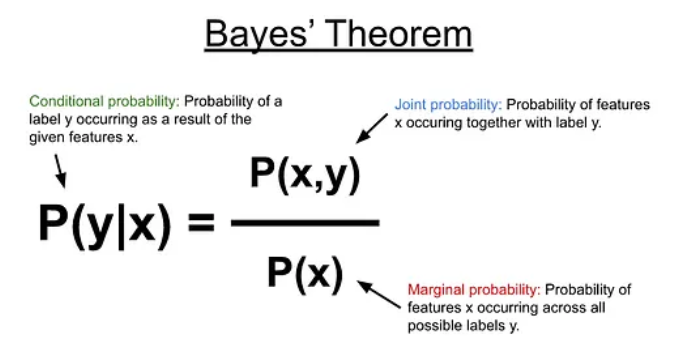 Bayes’ Theorem
Conditional probability: Probability of a
label y occurring as a result of the
given features x.
Joint probability: Probability of features
x occuring together with label y.
P(y|x) =
P(x,y)
P(x)
Marginal probability: Probability of
features x occurring across all
possible labels y.